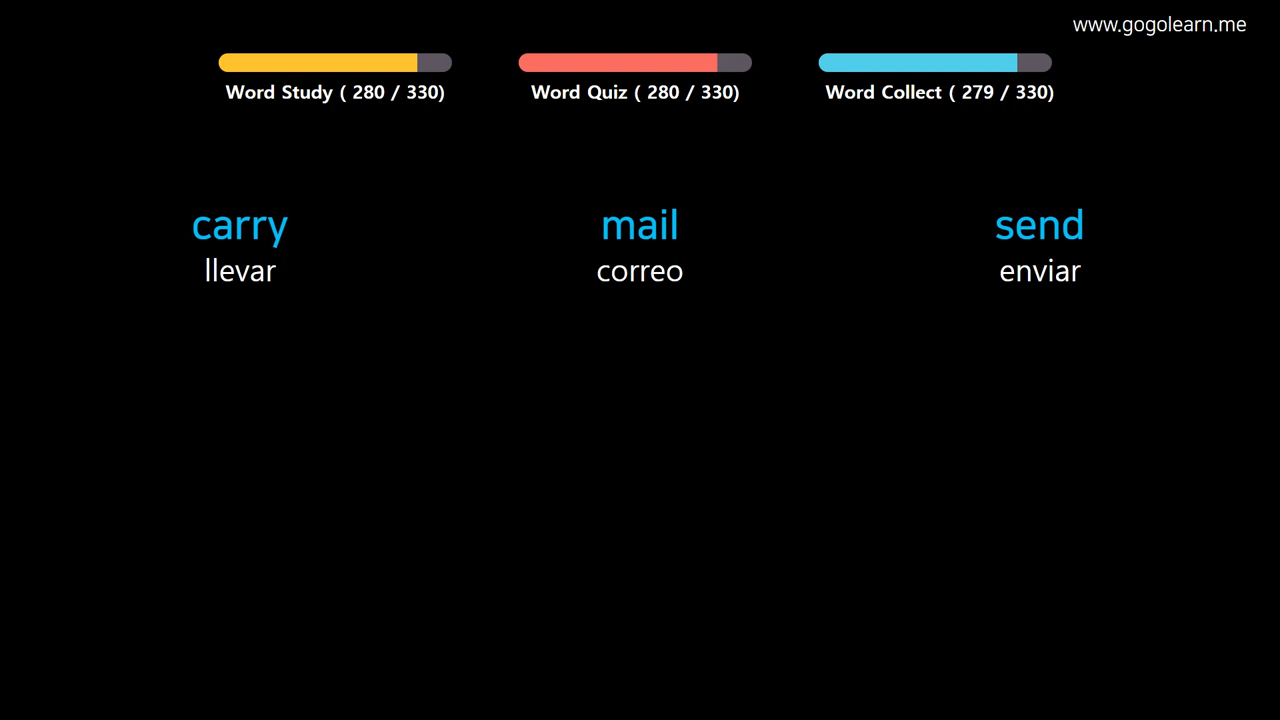 www.gogolearn.me
Word Study ( 280 / 330)
Word Quiz ( 280 / 330)
Word Collect ( 279 / 330)
carry
llevar
mail
correo
send
enviar